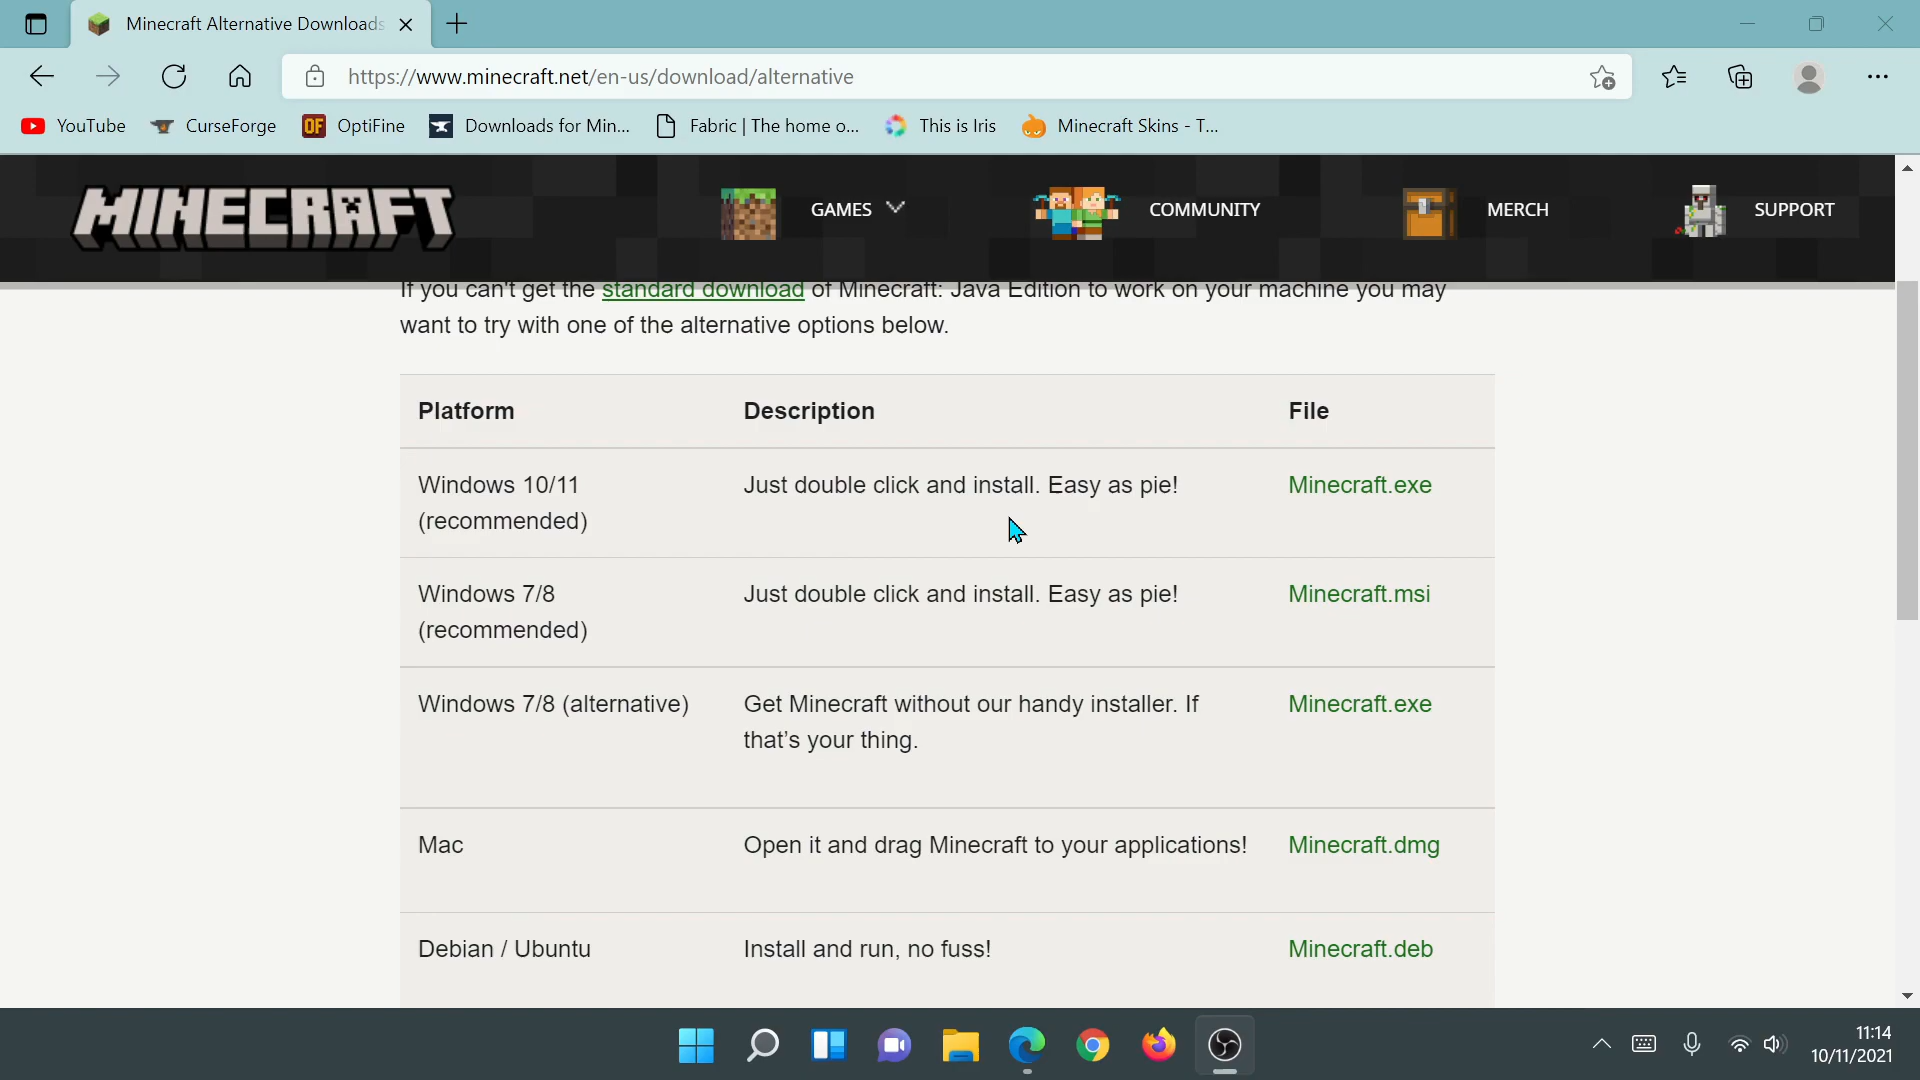 Minecraft Alternative Downloads
https://www.minecraft.net/en-us/download/alternative
YouTube
CurseForge
OF
OptiFine
Downloads for Min...
Fabric | The home o...
This is Iris
Minecraft Skins - T...
MINECRAFT
GAMES
COMMUNITY
MERCH
SUPPORT
If you can't get the standard download of Minecraft: Java Edition to work on your machine you may
want to try with one of the alternative options below.
Platform Description File
Windows 10/11 Just double click and install. Easy as pie! Minecraft.exe
(recommended)
Windows 7/8 Just double click and install. Easy as pie! Minecraft.msi
(recommended)
Windows 7/8 (alternative) Get Minecraft without our handy installer. If Minecraft.exe
that’s your thing.
Mac Open it and drag Minecraft to your applications! Minecraft.dmg
Debian / Ubuntu Install and run, no fuss! Minecraft.deb
11:14
10/11/2021